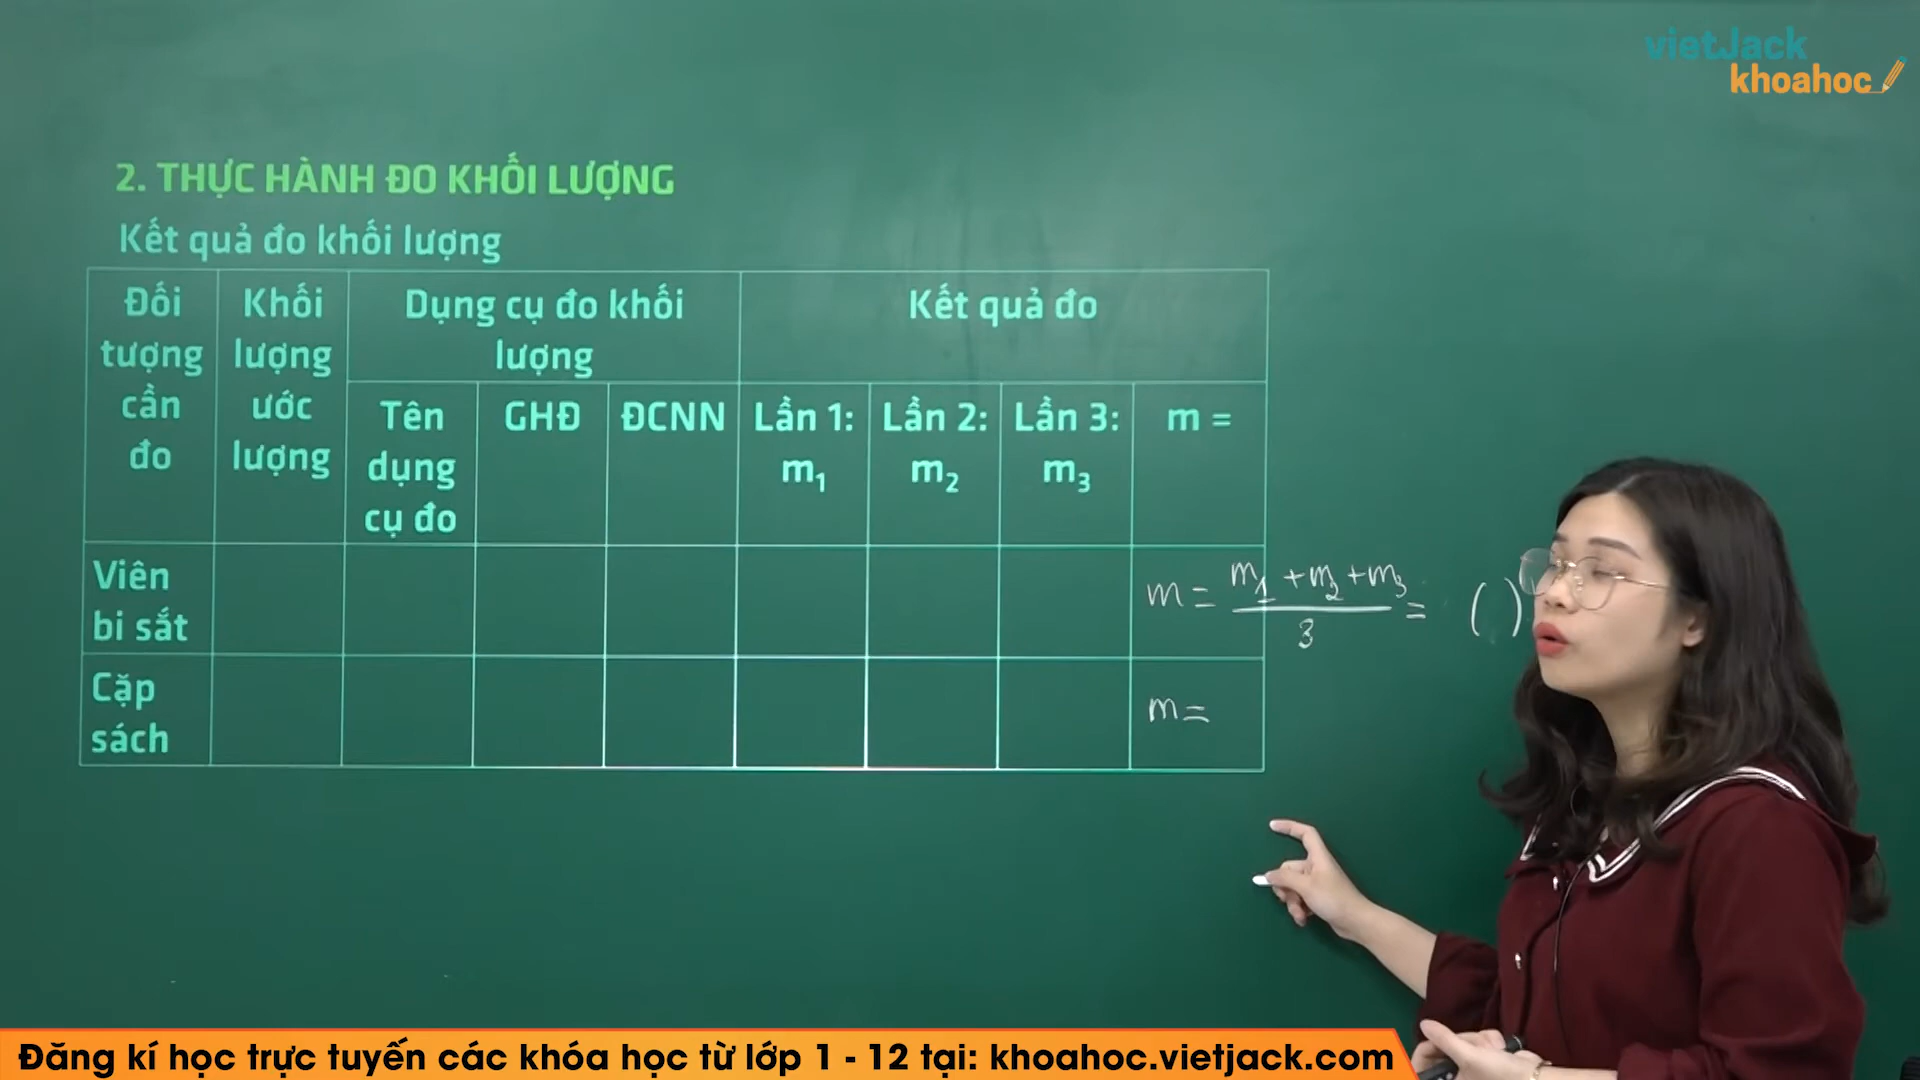 vietJack
khoahoc
2. THỰC HÀNH ĐO KHỐI LƯỢNG
Kết quả đo khối lượng
Đối tượng cần đo
Khối lượng ước lượng
Dụng cụ đo khối lượng
Kết quả đo
Tên dụng cụ đo
GHĐ
ĐCNN
Lần 1: m₁
Lần 2: m₂
Lần 3: m₃
m =
Viên bi sắt
m = (m₁ + m₂ + m₃)/3 = ( )
Cặp sách
m =
Đăng kí học trực tuyến các khóa học từ lớp 1 - 12 tại: khoahoc.vietjack.com